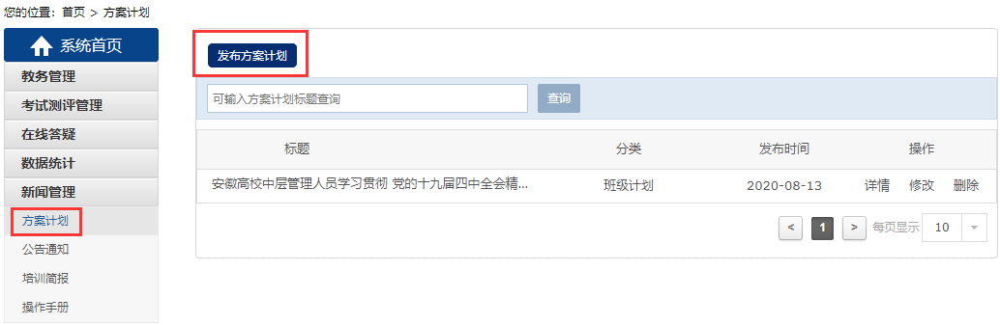 您的位置：首页 > 方案计划
系统首页
教务管理
考试测评管理
在线答疑
数据统计
新闻管理
方案计划
公告通知
培训简报
操作手册
发布方案计划
可输入方案计划标题查询 查询
标题 分类 发布时间 操作
安徽高校中层管理人员学习贯彻 党的十九届四中全会精... 班级计划 2020-08-13 详情 修改 删除
< 1 > 每页显示 10